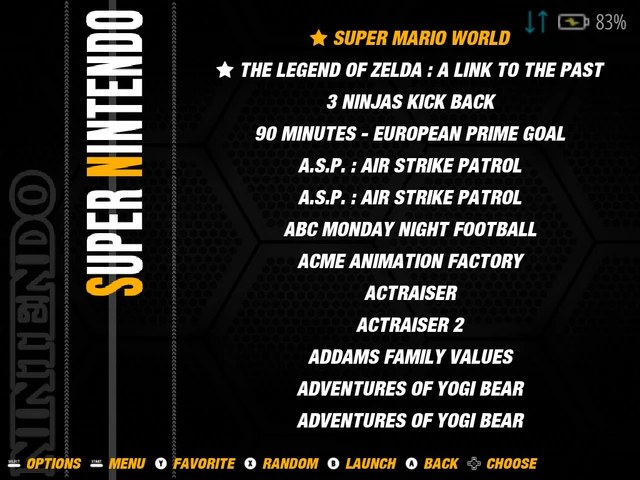 83%
SUPER NINTENDO
NINTENDO
SUPER MARIO WORLD
THE LEGEND OF ZELDA : A LINK TO THE PAST
3 NINJAS KICK BACK
90 MINUTES - EUROPEAN PRIME GOAL
A.S.P. : AIR STRIKE PATROL
A.S.P. : AIR STRIKE PATROL
ABC MONDAY NIGHT FOOTBALL
ACME ANIMATION FACTORY
ACTRAISER
ACTRAISER 2
ADDAMS FAMILY VALUES
ADVENTURES OF YOGI BEAR
ADVENTURES OF YOGI BEAR
SELECT OPTIONS START MENU Y FAVORITE X RANDOM B LAUNCH A BACK CHOOSE